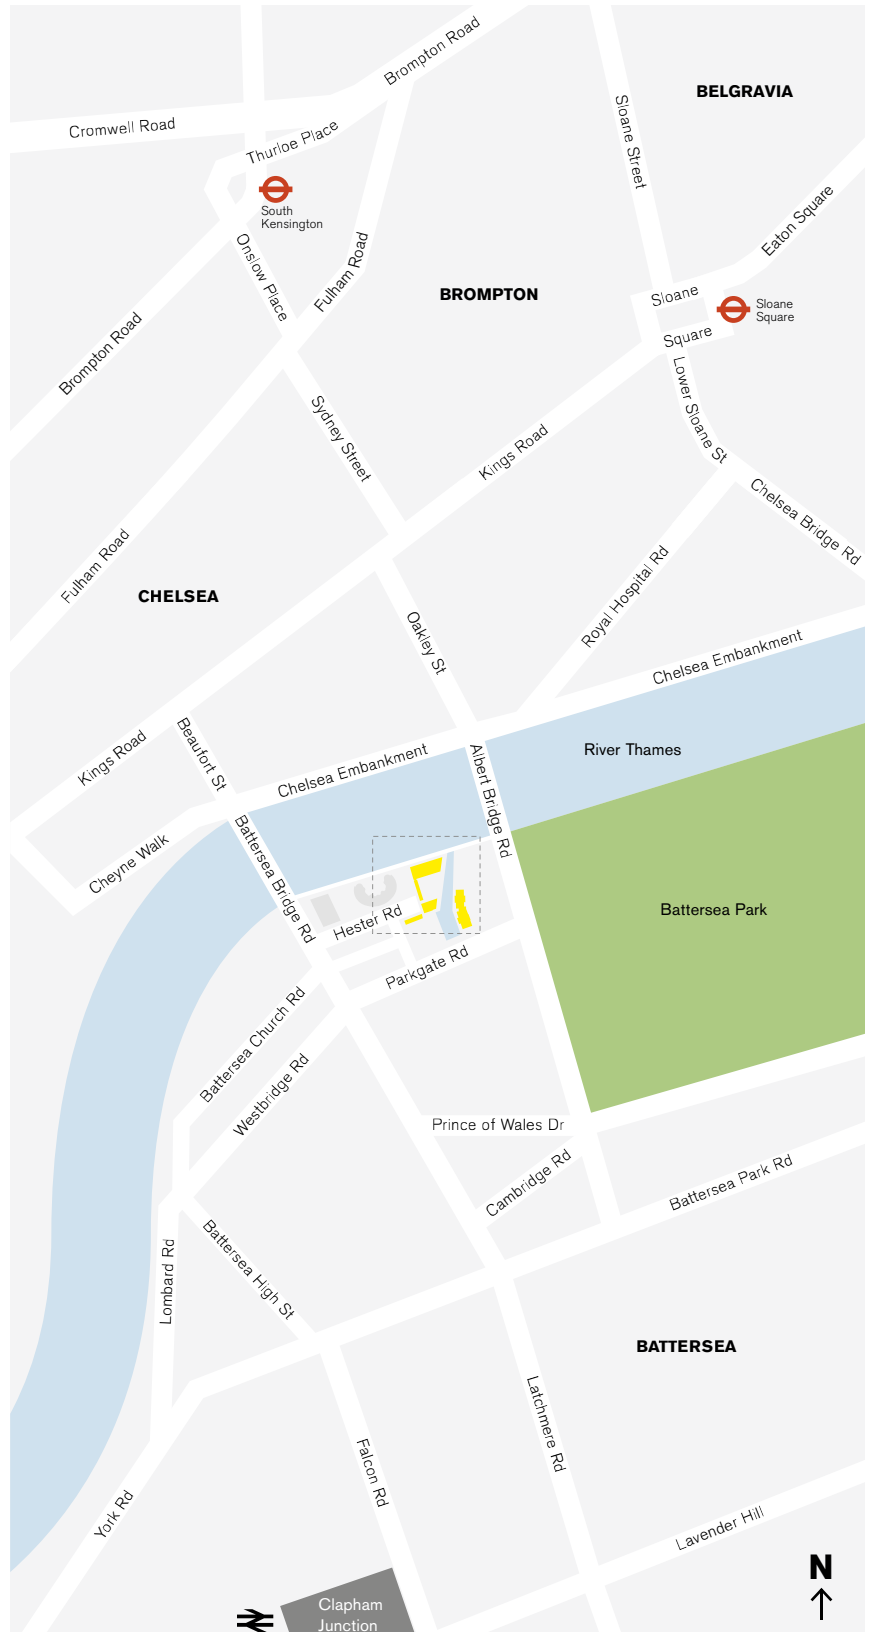 Brompton Road
BELGRAVIA
Cromwell Road
Thurloe Place
Sloane Street
South
Kensington
Eaton Square
Onslow Place
Fulham Road
BROMPTON
Sloane
Sloane
Square
Square
Brompton Road
Lower Sloane St
Sydney Street
Kings Road
Chelsea Bridge Rd
Fulham Road
CHELSEA
Royal Hospital Rd
Oakley St
Chelsea Embankment
Kings Road
Beaufort St
Chelsea Embankment
River Thames
Albert Bridge Rd
Cheyne Walk
Battersea Bridge Rd
Hester Rd
Battersea Park
Parkgate Rd
Battersea Church Rd
Westbridge Rd
Prince of Wales Dr
Cambridge Rd
Battersea Park Rd
Lombard Rd
Battersea High St
BATTERSEA
Latchmere Rd
Falcon Rd
York Rd
Lavender Hill
N
Clapham
Junction